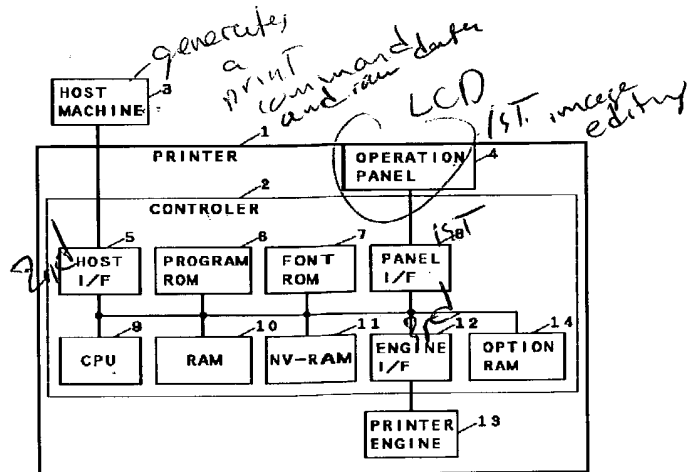 generates
a
print
command
and raw data
LCD
1st. image
editing
HOST
MACHINE
3
1
PRINTER
OPERATION
PANEL
4
2
CONTROLER
2nd
5
HOST
I/F
6
PROGRAM
ROM
7
FONT
ROM
1st
8
PANEL
I/F
9
CPU
10
RAM
11
NV-RAM
12
ENGINE
I/F
14
OPTION
RAM
13
PRINTER
ENGINE